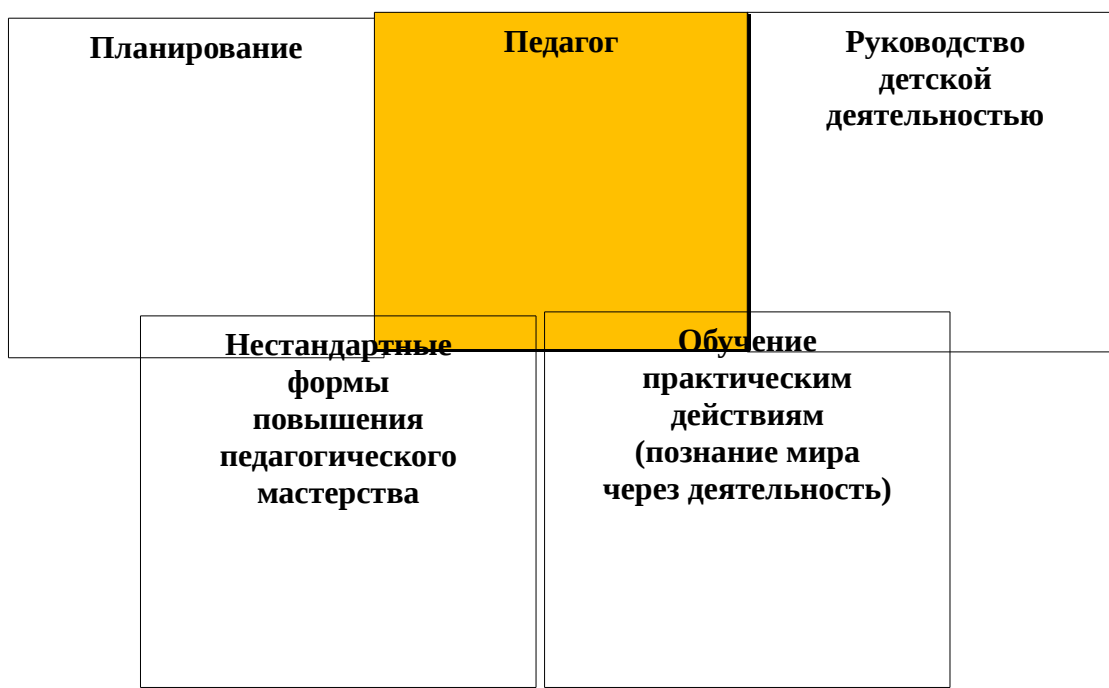 Планирование
Педагог
Руководство
детской
деятельностью
Нестандартные
формы
повышения
педагогического
мастерства
Обучение
практическим
действиям
(познание мира
через деятельность)